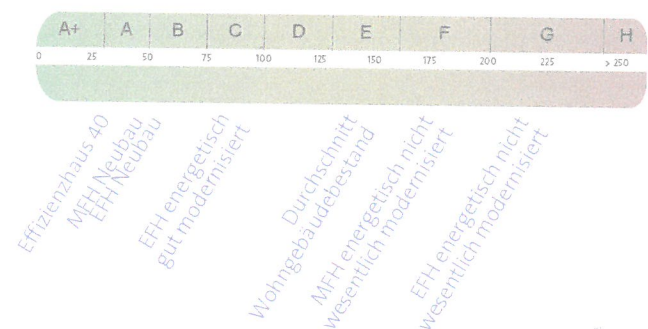 A+ A B C D E F G H
0 25 50 75 100 125 150 175 200 225 > 250
Effizienzhaus 40
MFH Neubau
EFH Neubau
EFH energetisch
gut modernisiert
Durchschnitt
Wohngebäudebestand
MFH energetisch nicht
wesentlich modernisiert
EFH energetisch nicht
wesentlich modernisiert